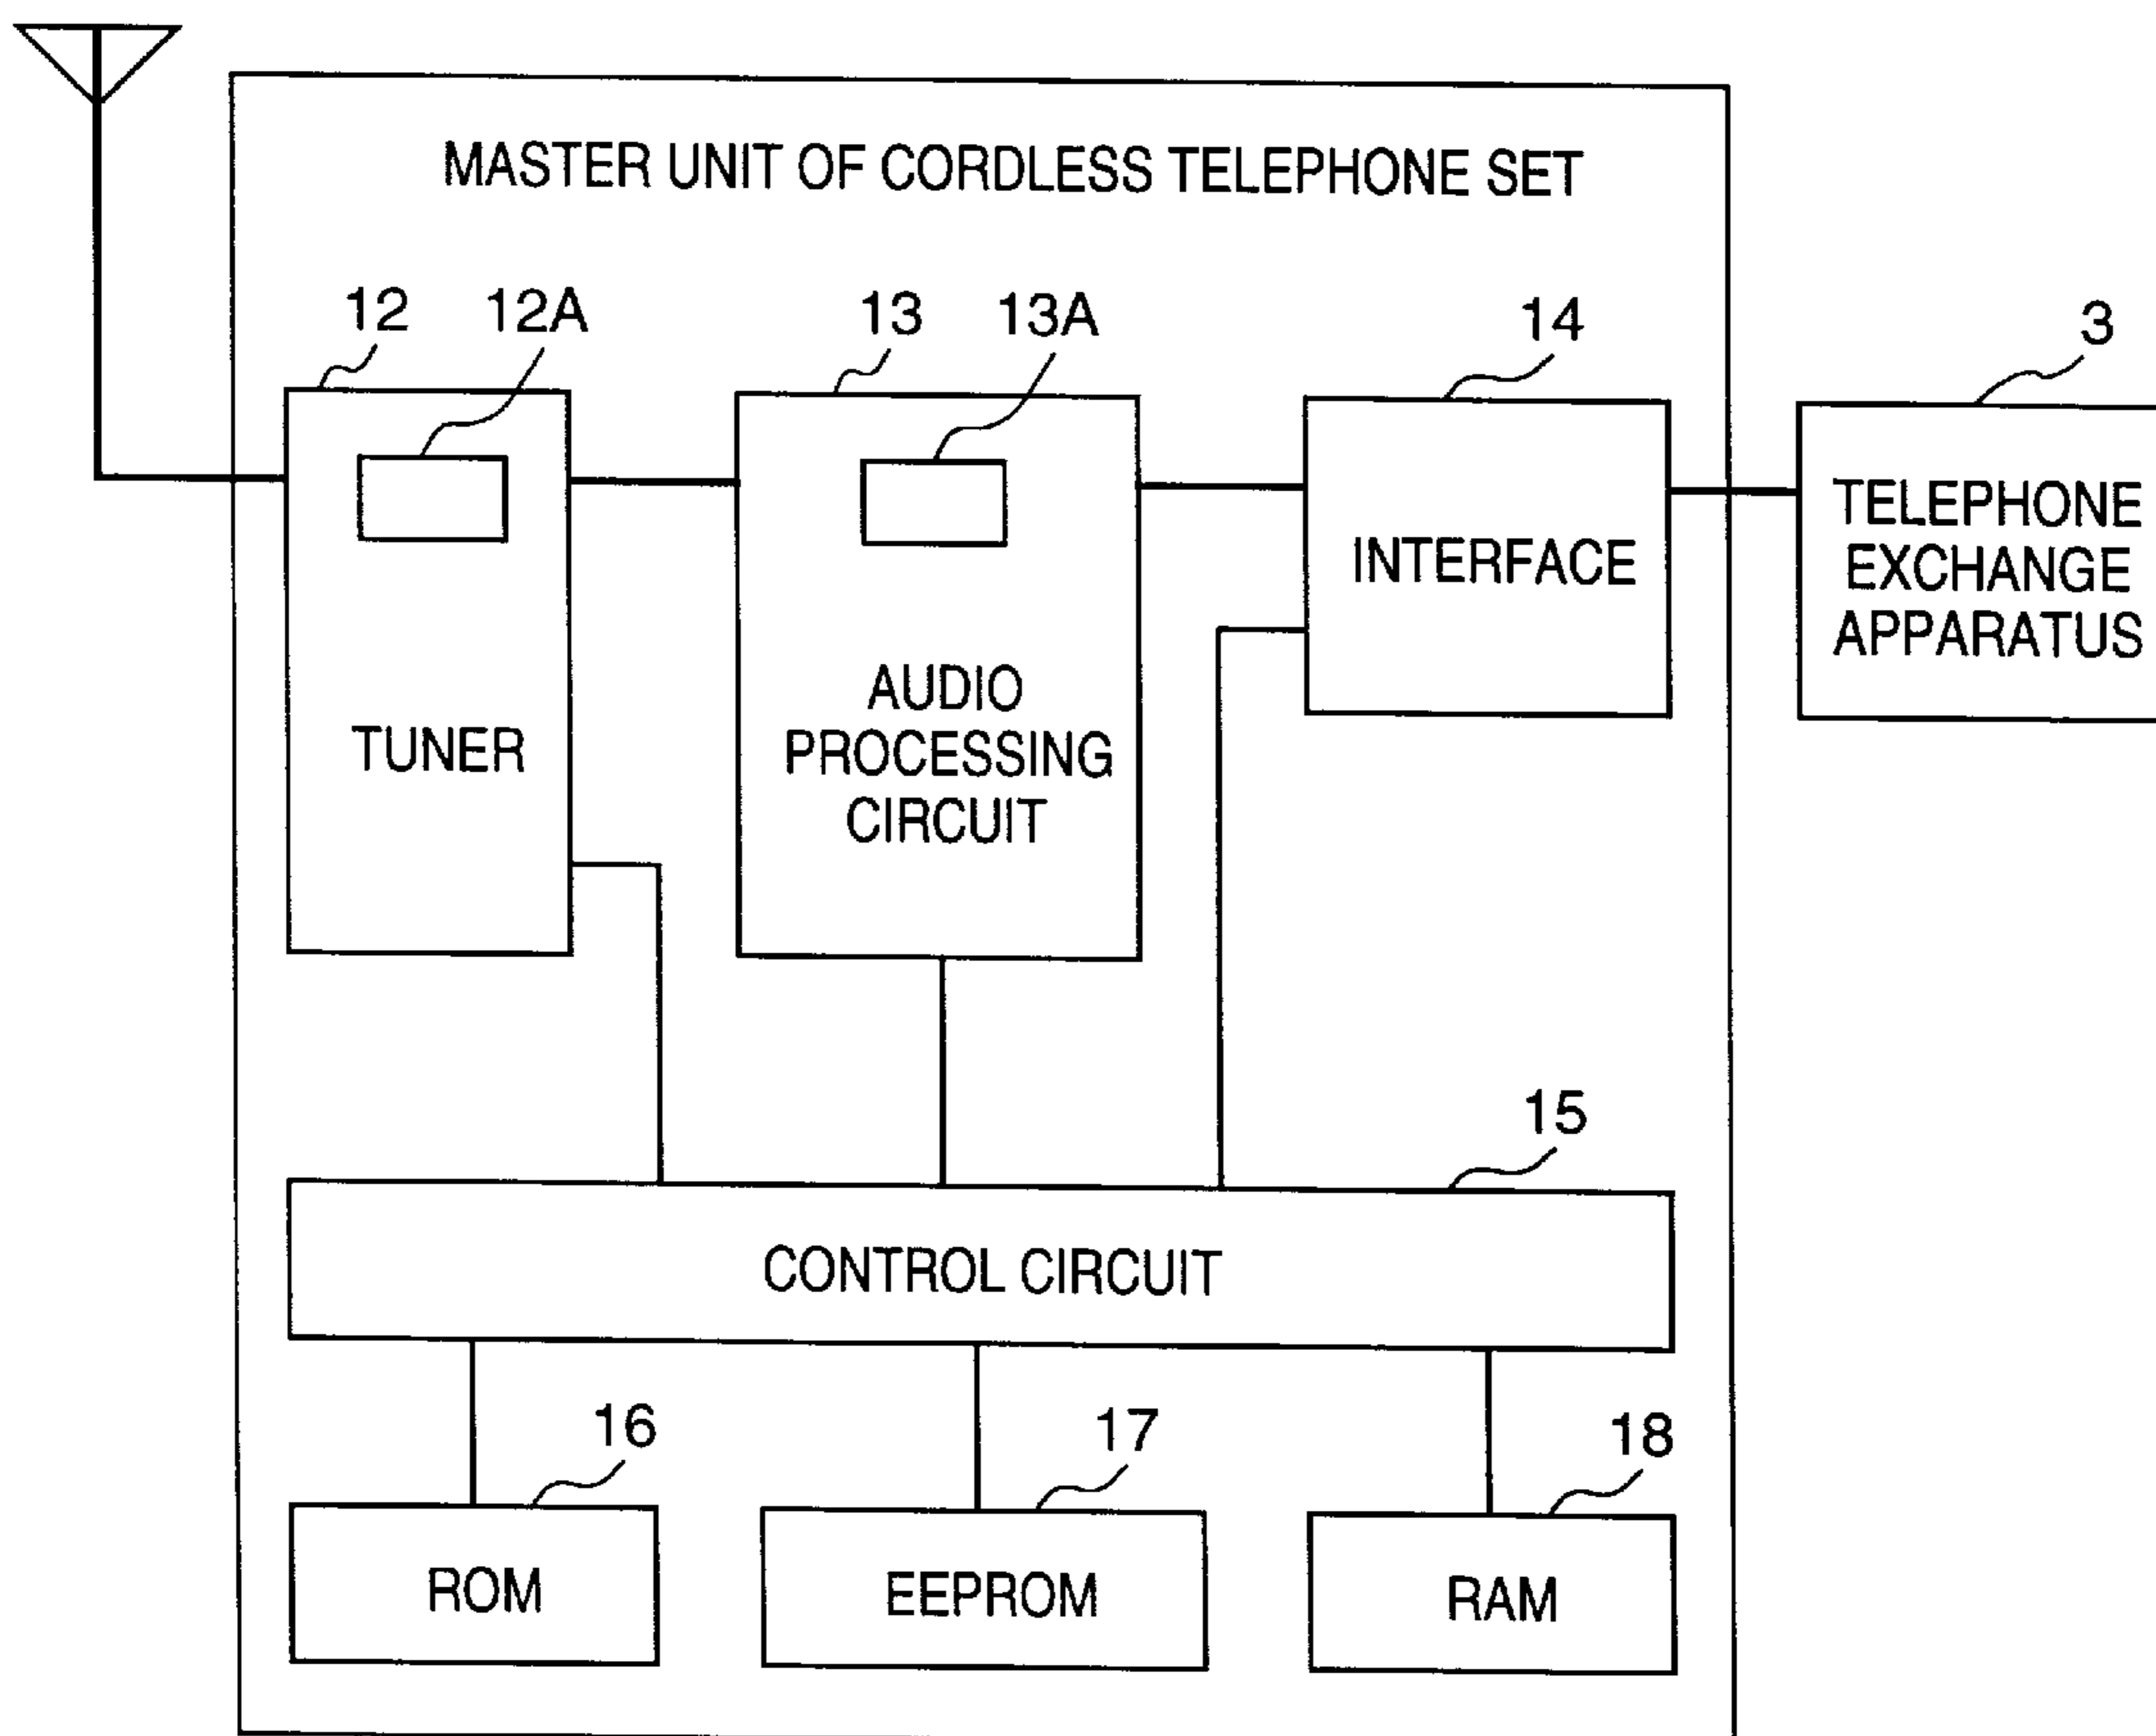 MASTER UNIT OF CORDLESS TELEPHONE SET
12
12A
13
13A
14
3
TUNER
AUDIO
PROCESSING
CIRCUIT
INTERFACE
TELEPHONE
EXCHANGE
APPARATUS
15
CONTROL CIRCUIT
16
17
18
ROM
EEPROM
RAM